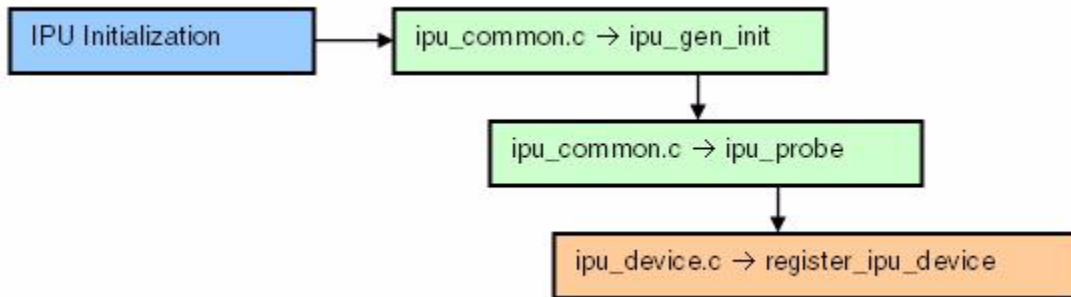 IPU Initialization
ipu_common.c → ipu_gen_init
ipu_common.c → ipu_probe
ipu_device.c → register_ipu_device